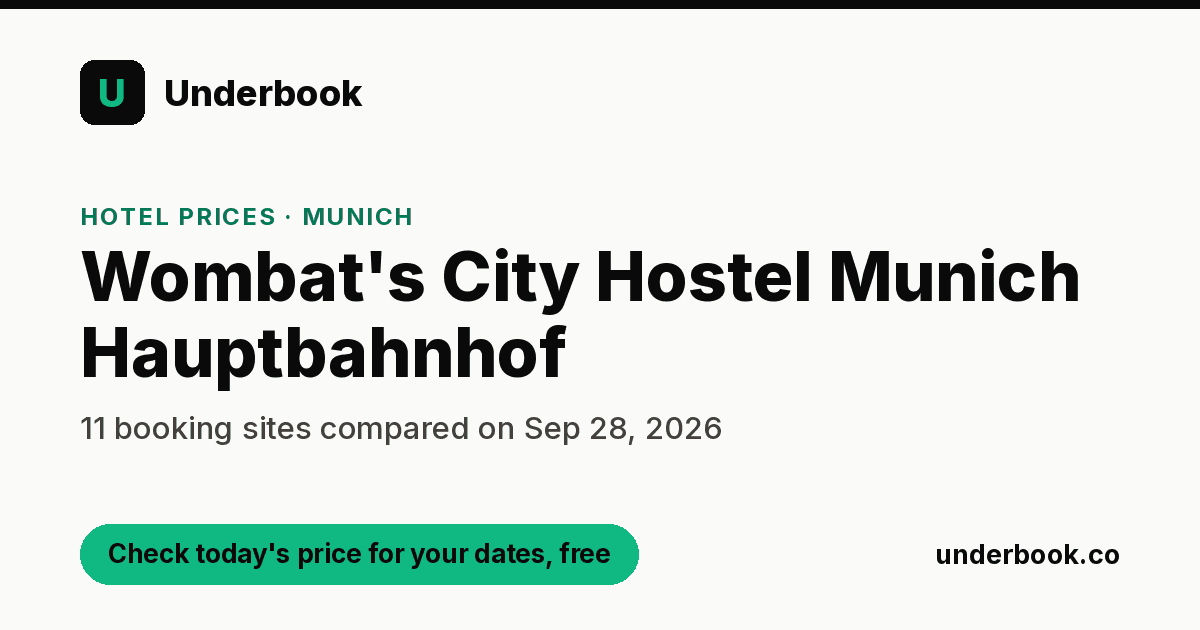 U
Underbook
HOTEL PRICES · MUNICH
Wombat's City Hostel Munich
Hauptbahnhof
11 booking sites compared on Sep 28, 2026
Check today's price for your dates, free
underbook.co